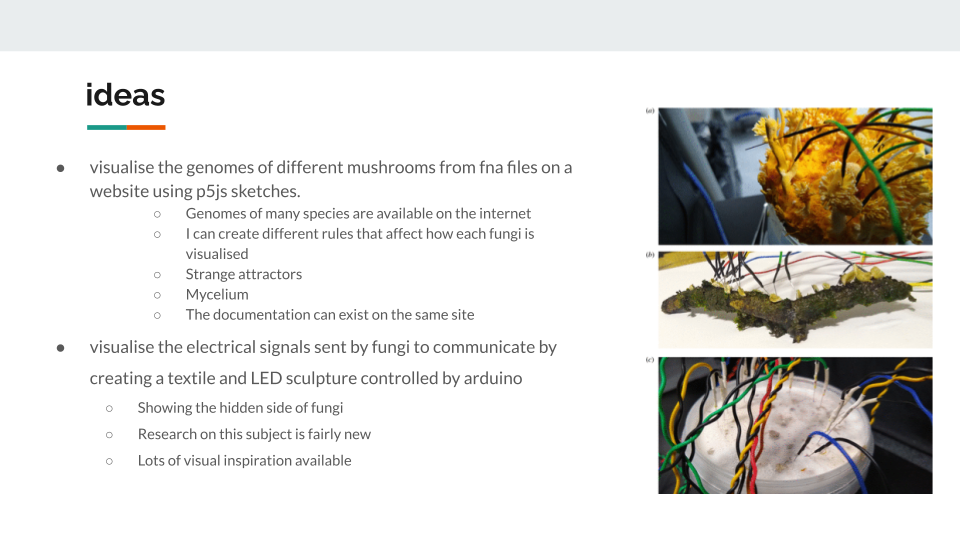 ideas
● visualise the genomes of different mushrooms from fna files on a
website using p5js sketches.
○ Genomes of many species are available on the internet
○ I can create different rules that affect how each fungi is
visualised
○ Strange attractors
○ Mycelium
○ The documentation can exist on the same site
● visualise the electrical signals sent by fungi to communicate by
creating a textile and LED sculpture controlled by arduino
○ Showing the hidden side of fungi
○ Research on this subject is fairly new
○ Lots of visual inspiration available
(a)
(b)
(c)